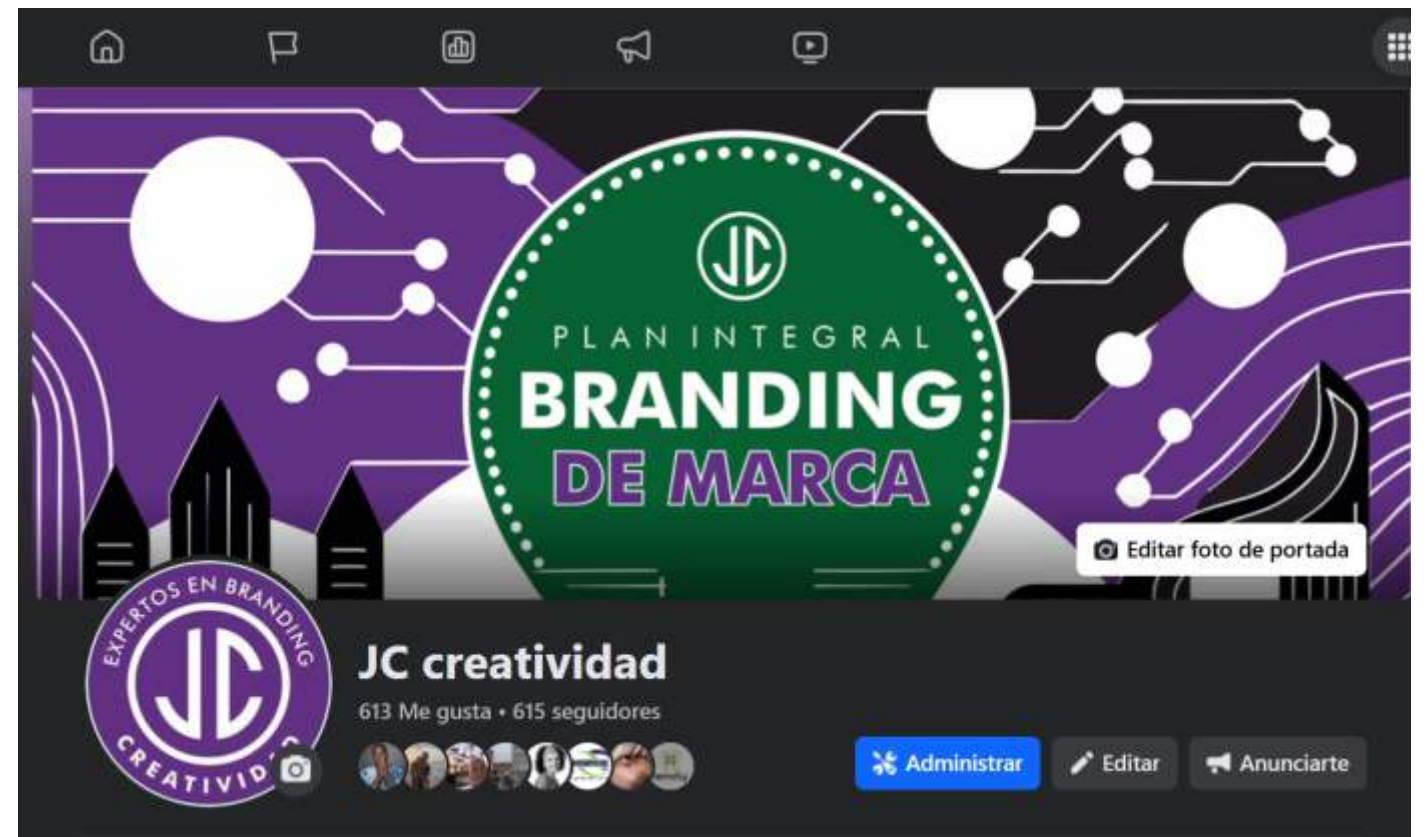 JC
PLAN INTEGRAL
BRANDING
DE MARCA
Editar foto de portada
EXPERTOS EN BRANDING
JC
CREATIVIDAD
JC creatividad
613 Me gusta • 615 seguidores
Administrar
Editar
Anunciarte